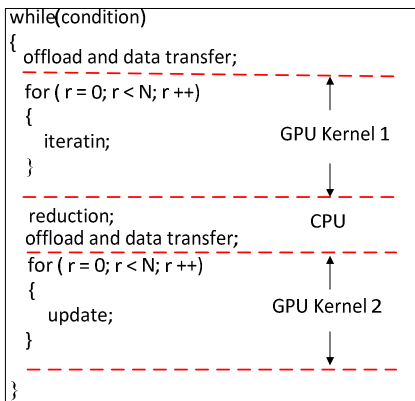 while(condition)
{
offload and data transfer;
for ( r = 0; r < N; r ++)
{
iteratin;
}
GPU Kernel 1
reduction;
CPU
offload and data transfer;
for ( r = 0; r < N; r ++)
{
update;
}
GPU Kernel 2
}